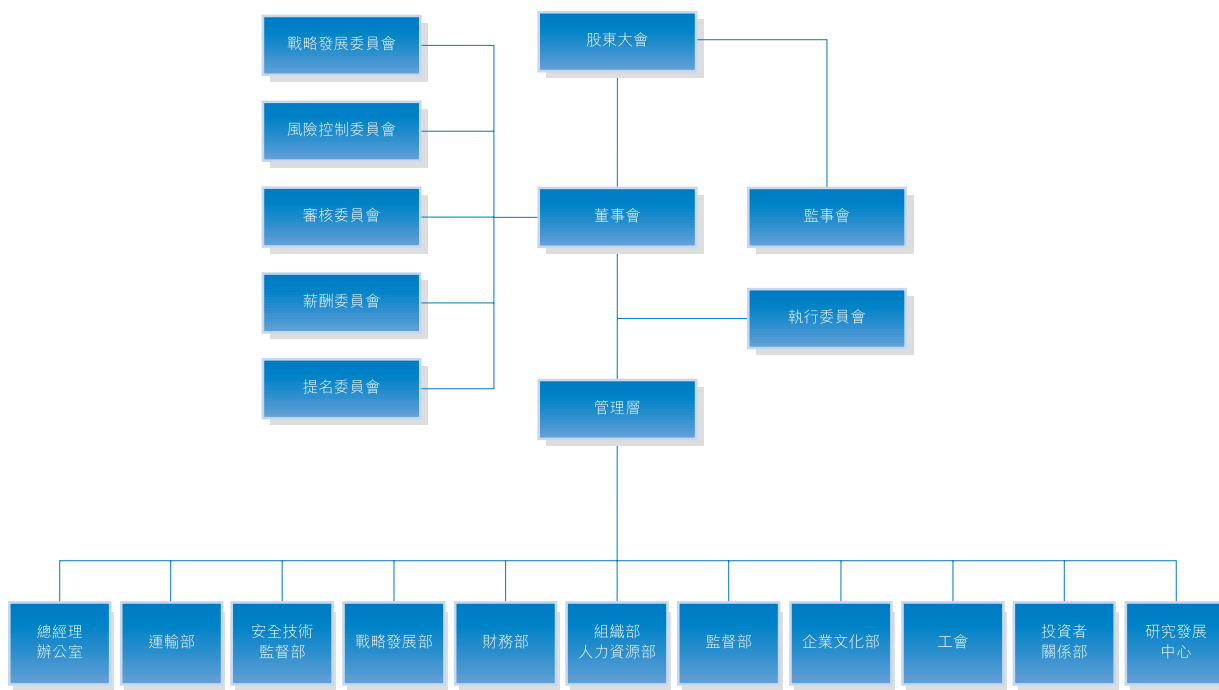 戰略發展委員會
股東大會
風險控制委員會
審核委員會
董事會
監事會
薪酬委員會
執行委員會
提名委員會
管理層
總經理
辦公室
運輸部
安全技術
監督部
戰略發展部
財務部
組織部
人力資源部
監督部
企業文化部
工會
投資者
關係部
研究發展
中心